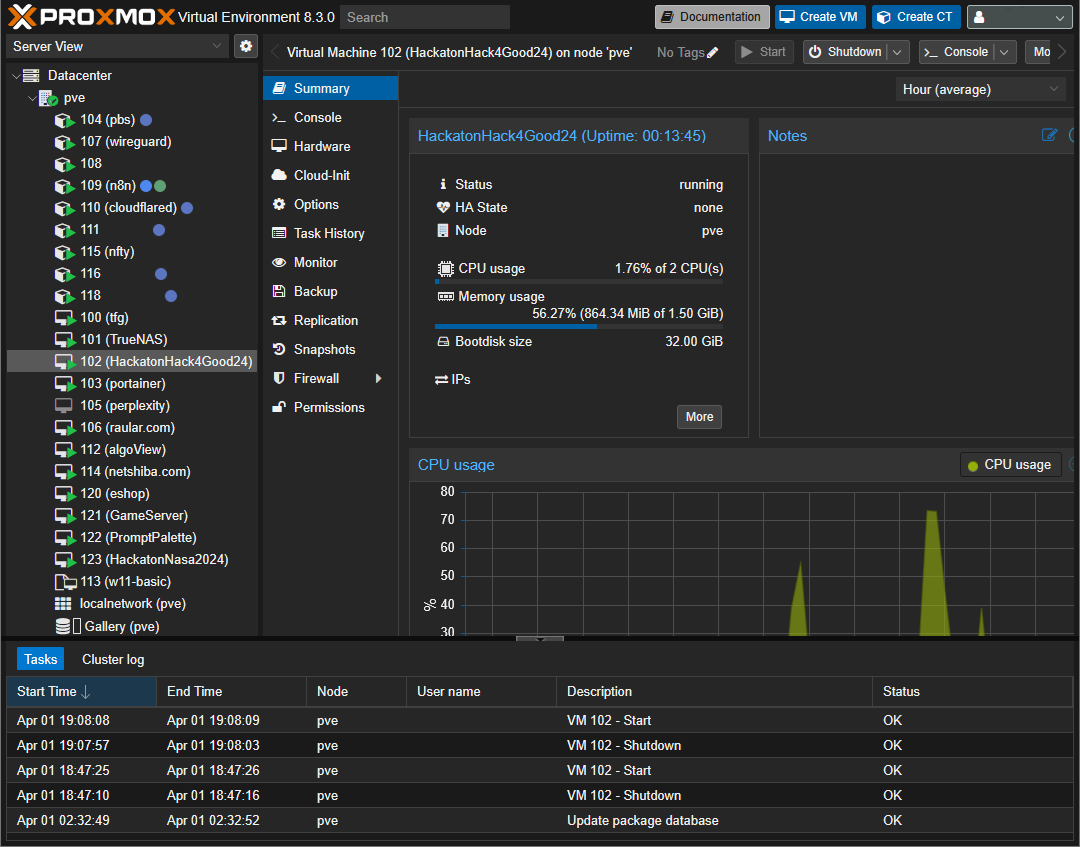 PROXMOX Virtual Environment 8.3.0 Search Documentation Create VM Create CT
Server View
Virtual Machine 102 (HackatonHack4Good24) on node 'pve' No Tags Start Shutdown Console Mo
Datacenter
pve
104 (pbs)
107 (wireguard)
108
109 (n8n)
110 (cloudflared)
111
115 (nfty)
116
118
100 (tfg)
101 (TrueNAS)
102 (HackatonHack4Good24)
103 (portainer)
105 (perplexity)
106 (raular.com)
112 (algoView)
114 (netshiba.com)
120 (eshop)
121 (GameServer)
122 (PromptPalette)
123 (HackatonNasa2024)
113 (w11-basic)
localnetwork (pve)
Gallery (pve)
Summary
Console
Hardware
Cloud-Init
Options
Task History
Monitor
Backup
Replication
Snapshots
Firewall
Permissions
Hour (average)
HackatonHack4Good24 (Uptime: 00:13:45)
Status running
HA State none
Node pve
CPU usage 1.76% of 2 CPU(s)
Memory usage
56.27% (864.34 MiB of 1.50 GiB)
Bootdisk size 32.00 GiB
IPs
More
Notes
CPU usage
CPU usage
80
70
60
50
40
30
%
Tasks Cluster log
Start Time End Time Node User name Description Status
Apr 01 19:08:08 Apr 01 19:08:09 pve VM 102 - Start OK
Apr 01 19:07:57 Apr 01 19:08:03 pve VM 102 - Shutdown OK
Apr 01 18:47:25 Apr 01 18:47:26 pve VM 102 - Start OK
Apr 01 18:47:10 Apr 01 18:47:16 pve VM 102 - Shutdown OK
Apr 01 02:32:49 Apr 01 02:32:52 pve Update package database OK